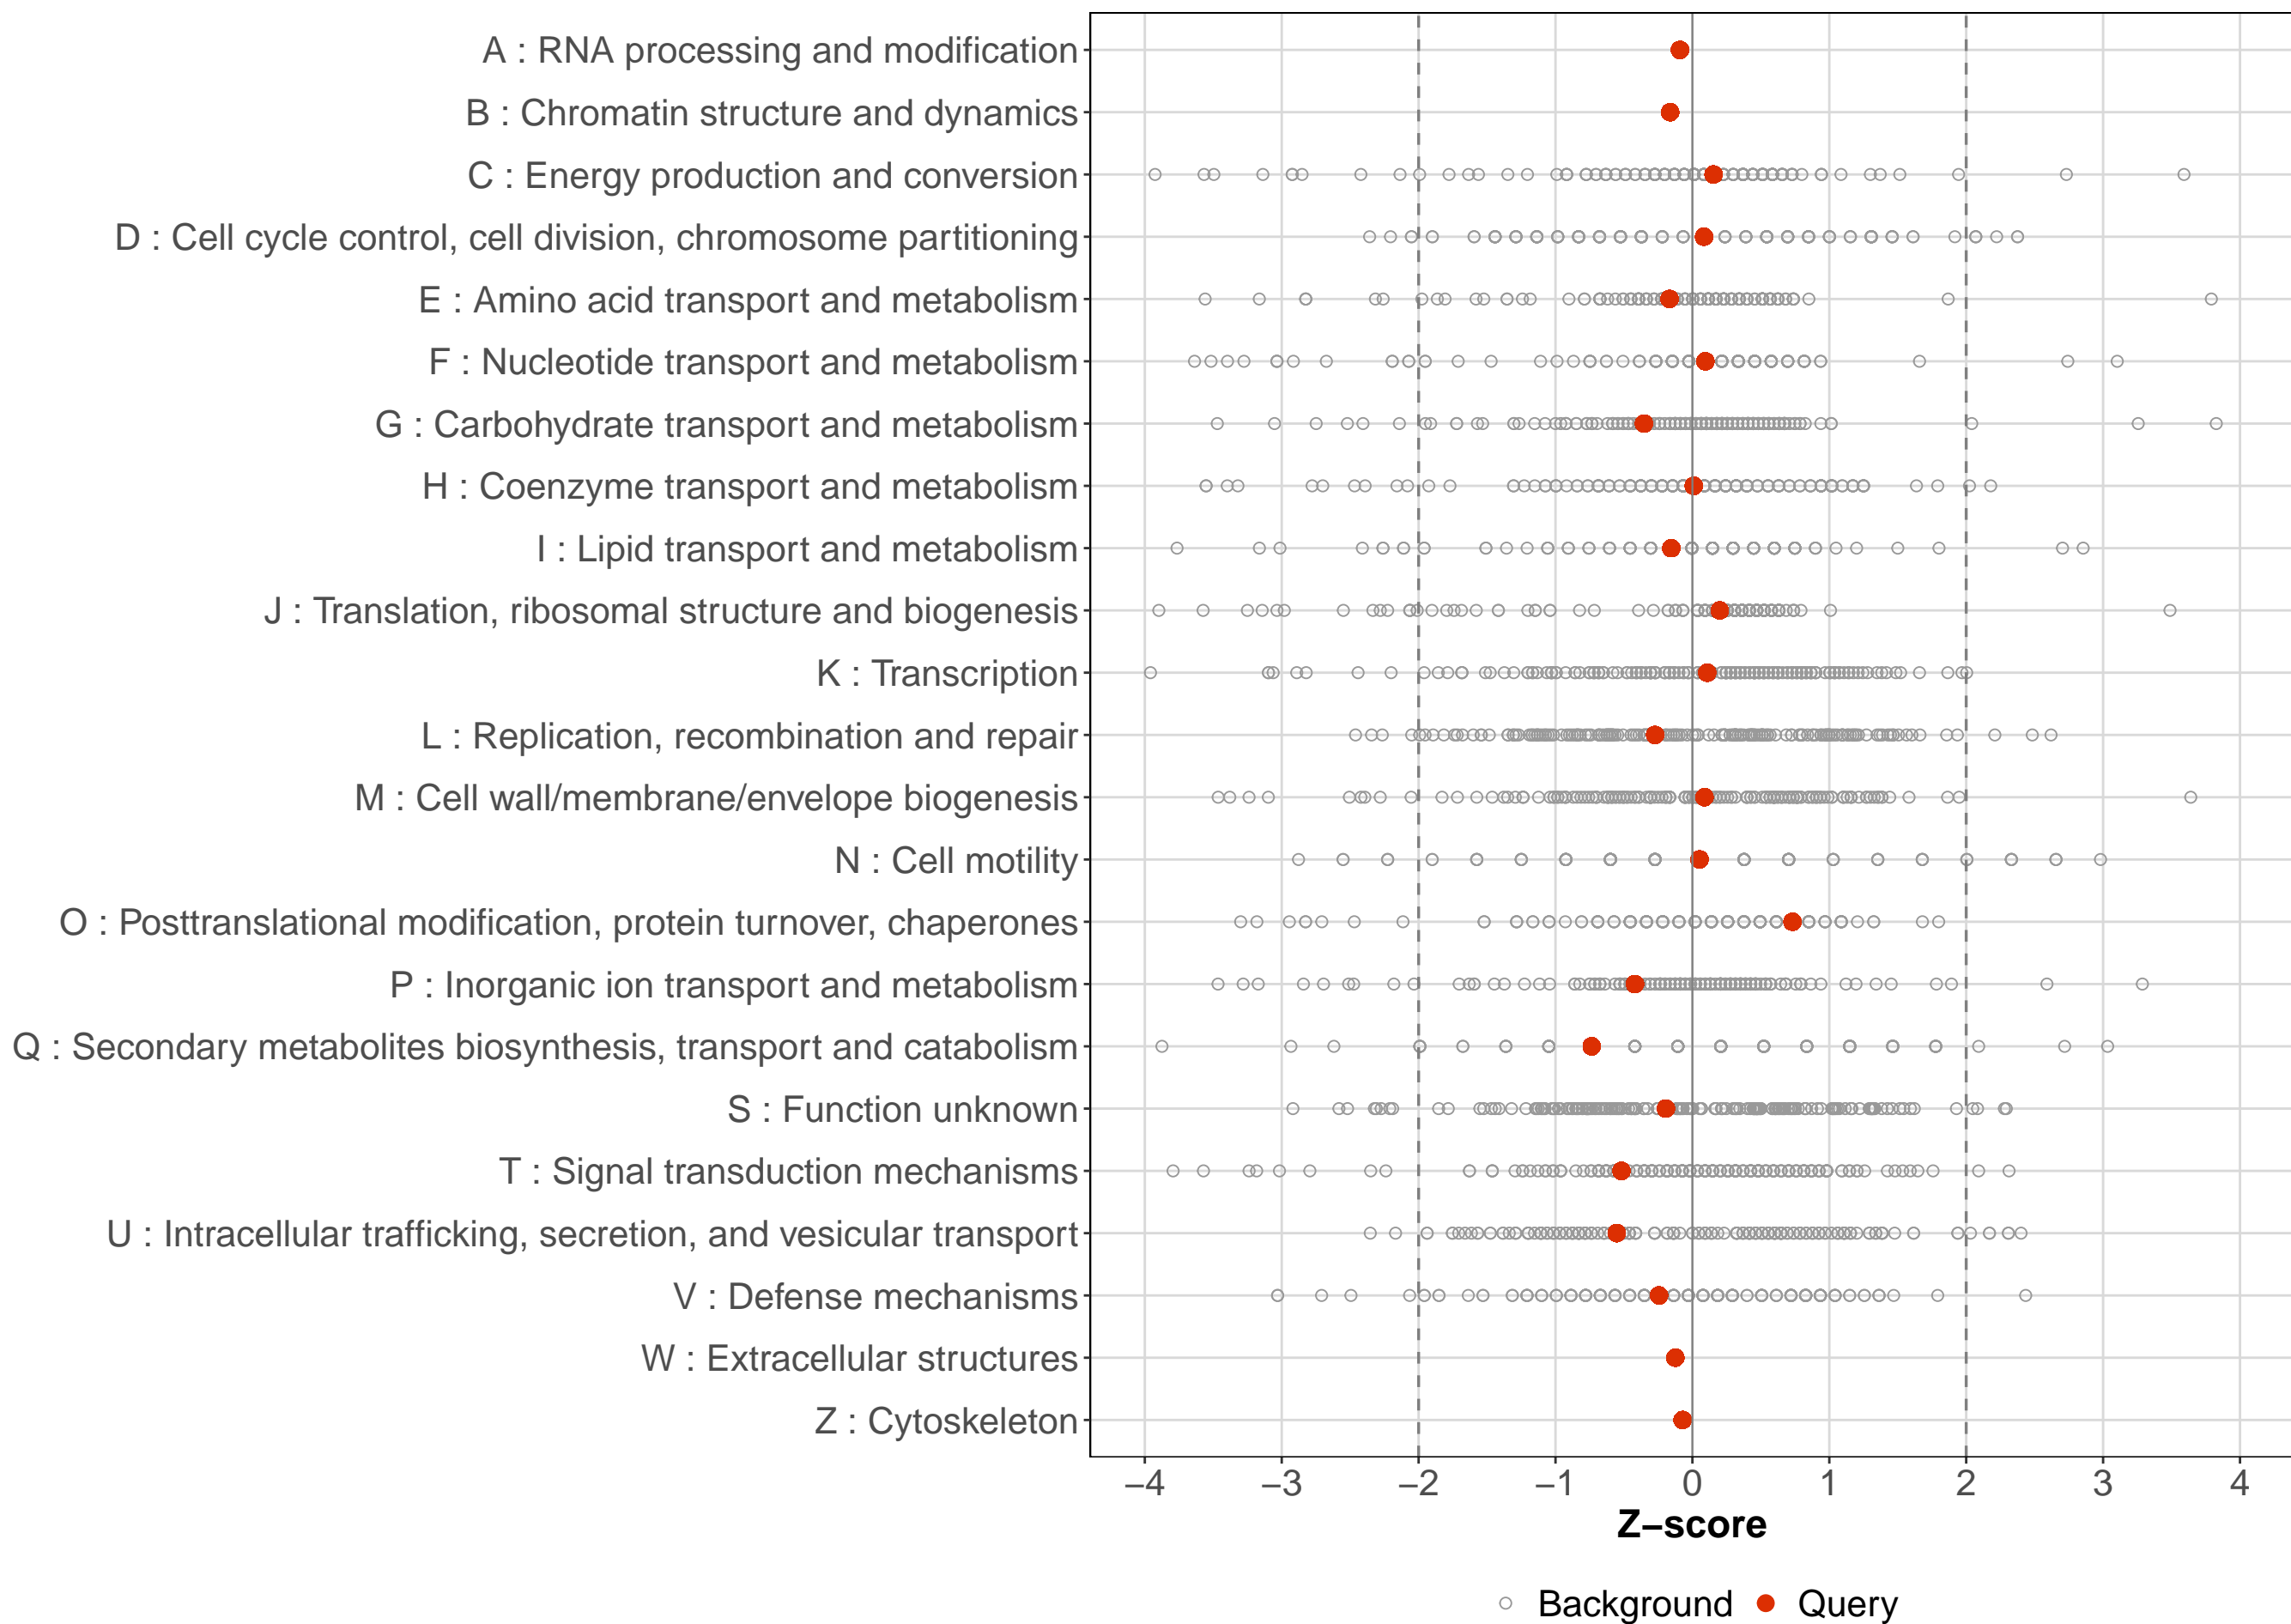 A : RNA processing and modification
B : Chromatin structure and dynamics
C : Energy production and conversion
D : Cell cycle control, cell division, chromosome partitioning
E : Amino acid transport and metabolism
F : Nucleotide transport and metabolism
G : Carbohydrate transport and metabolism
H : Coenzyme transport and metabolism
I : Lipid transport and metabolism
J : Translation, ribosomal structure and biogenesis
K : Transcription
L : Replication, recombination and repair
M : Cell wall/membrane/envelope biogenesis
N : Cell motility
O : Posttranslational modification, protein turnover, chaperones
P : Inorganic ion transport and metabolism
Q : Secondary metabolites biosynthesis, transport and catabolism
S : Function unknown
T : Signal transduction mechanisms
U : Intracellular trafficking, secretion, and vesicular transport
V : Defense mechanisms
W : Extracellular structures
Z : Cytoskeleton
−4 −3 −2 −1 0 1 2 3 4
Z−score
Background Query